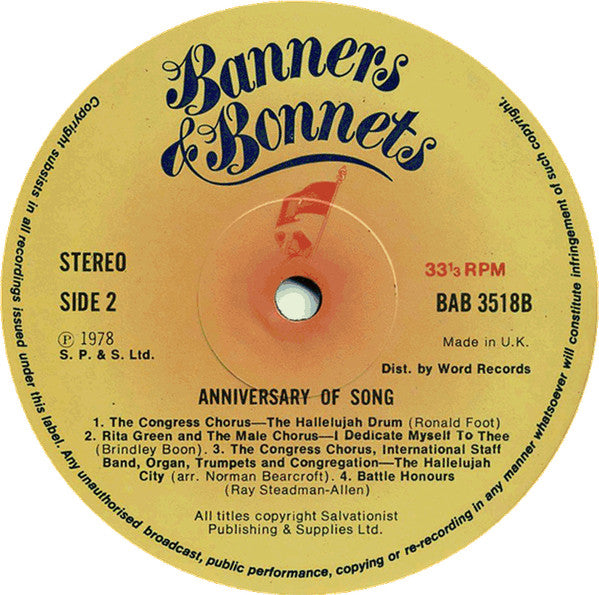 Banners
& Bonnets
STEREO
SIDE 2
Ⓟ 1978
S. P. & S. Ltd.
33⅓ RPM
BAB 3518B
Made in U.K.
Dist. by Word Records
ANNIVERSARY OF SONG
1. The Congress Chorus—The Hallelujah Drum (Ronald Foot)
2. Rita Green and The Male Chorus—I Dedicate Myself To Thee
(Brindley Boon). 3. The Congress Chorus, International Staff
Band, Organ, Trumpets and Congregation—The Hallelujah
City (arr. Norman Bearcroft). 4. Battle Honours
(Ray Steadman-Allen)
All titles copyright Salvationist
Publishing & Supplies Ltd.
Copyright subsists in all recordings issued under this label. Any unauthorised broadcast, public performance, copying or re-recording in any manner whatsoever will constitute infringement of such copyright.